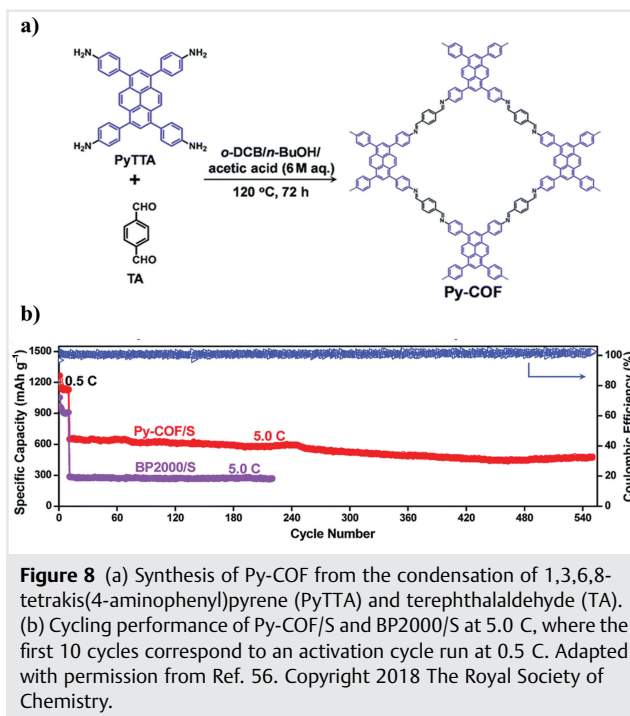 a)
H₂N
NH₂
H₂N
NH₂
PyTTA
+
CHO
CHO
TA
o-DCB/n-BuOH/
acetic acid (6 M aq.)
120 °C, 72 h
N
N
N
N
N
N
N
N
Py-COF
b)
Specific Capacity (mAh g⁻¹)
1500
1200
900
600
300
0
0.5 C
Py-COF/S
5.0 C
BP2000/S
5.0 C
100
80
60
40
20
0
Coulombic Efficiency (%)
0
60
120
180
240
300
360
420
480
540
Cycle Number
Figure 8 (a) Synthesis of Py-COF from the condensation of 1,3,6,8-
tetrakis(4-aminophenyl)pyrene (PyTTA) and terephthalaldehyde (TA).
(b) Cycling performance of Py-COF/S and BP2000/S at 5.0 C, where the
first 10 cycles correspond to an activation cycle run at 0.5 C. Adapted
with permission from Ref. 56. Copyright 2018 The Royal Society of
Chemistry.